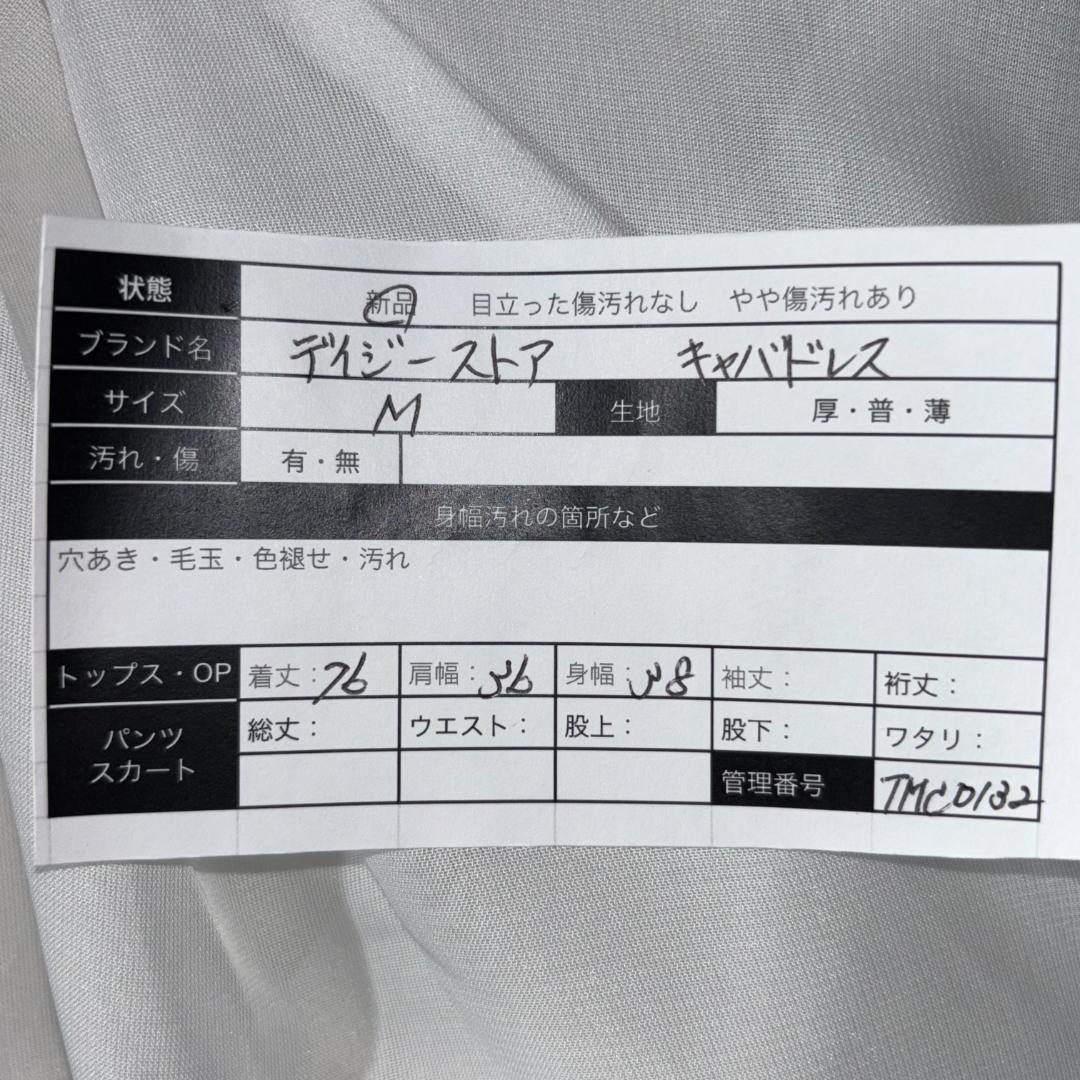 状態 新品 目立った傷汚れなし やや傷汚れあり
ブランド名 デイジーストア キャバドレス
サイズ M 生地 厚・普・薄
汚れ・傷 有・無
身幅汚れの箇所など
穴あき・毛玉・色褪せ・汚れ
トップス・OP 着丈:76 肩幅:36 身幅:38 袖丈: 裄丈:
パンツ 総丈: ウエスト: 股上: 股下: ワタリ:
スカート 管理番号 TMC0132